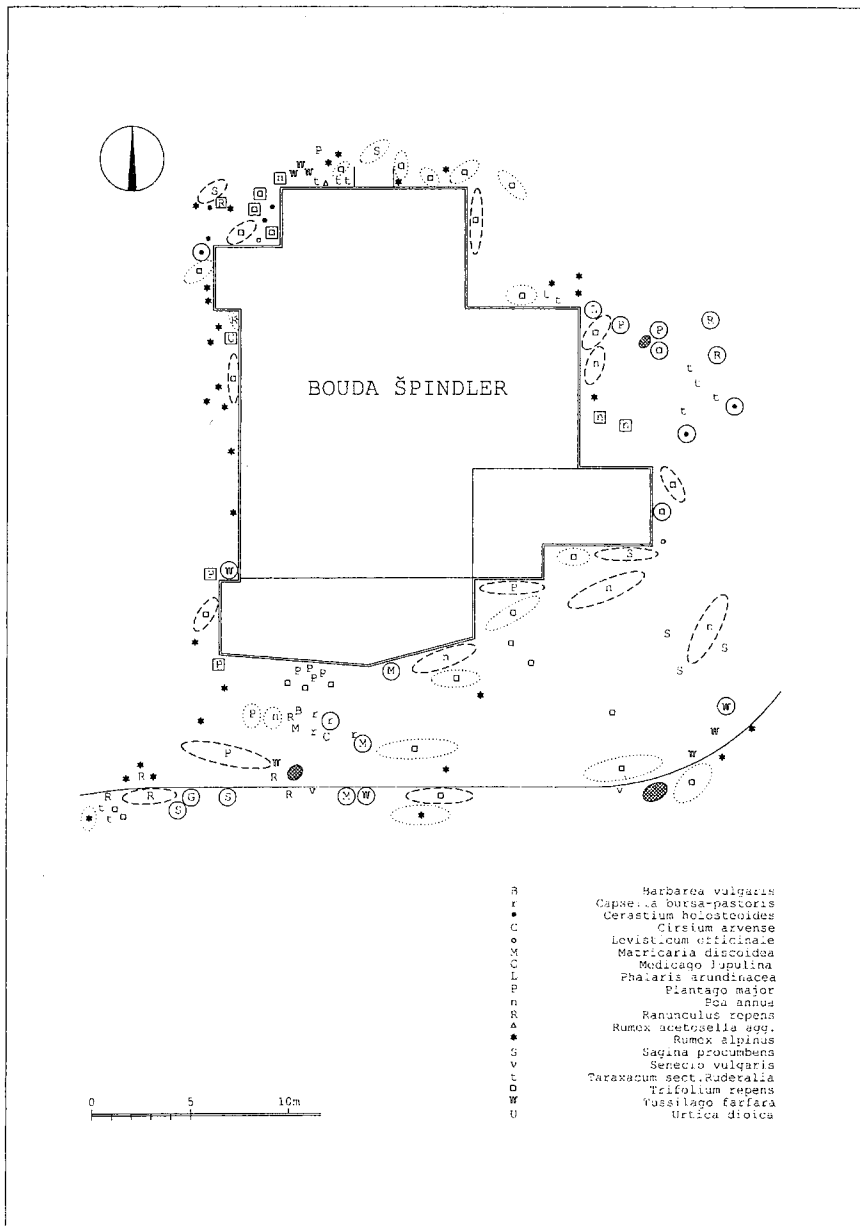 BOUDA ŠPINDLER
0 5 10m
B Barbarea vulgaris
r Capsella bursa-pastoris
• Cerastium holosteoides
C Cirsium arvense
o Levisticum officinale
M Matricaria discoidea
G Medicago lupulina
L Phalaris arundinacea
P Plantago major
n Poa annua
R Ranunculus repens
Δ Rumex acetosella agg.
* Rumex alpinus
S Sagina procumbens
v Senecio vulgaris
t Taraxacum sect.Ruderalia
□ Trifolium repens
W Tussilago farfara
U Urtica dioica